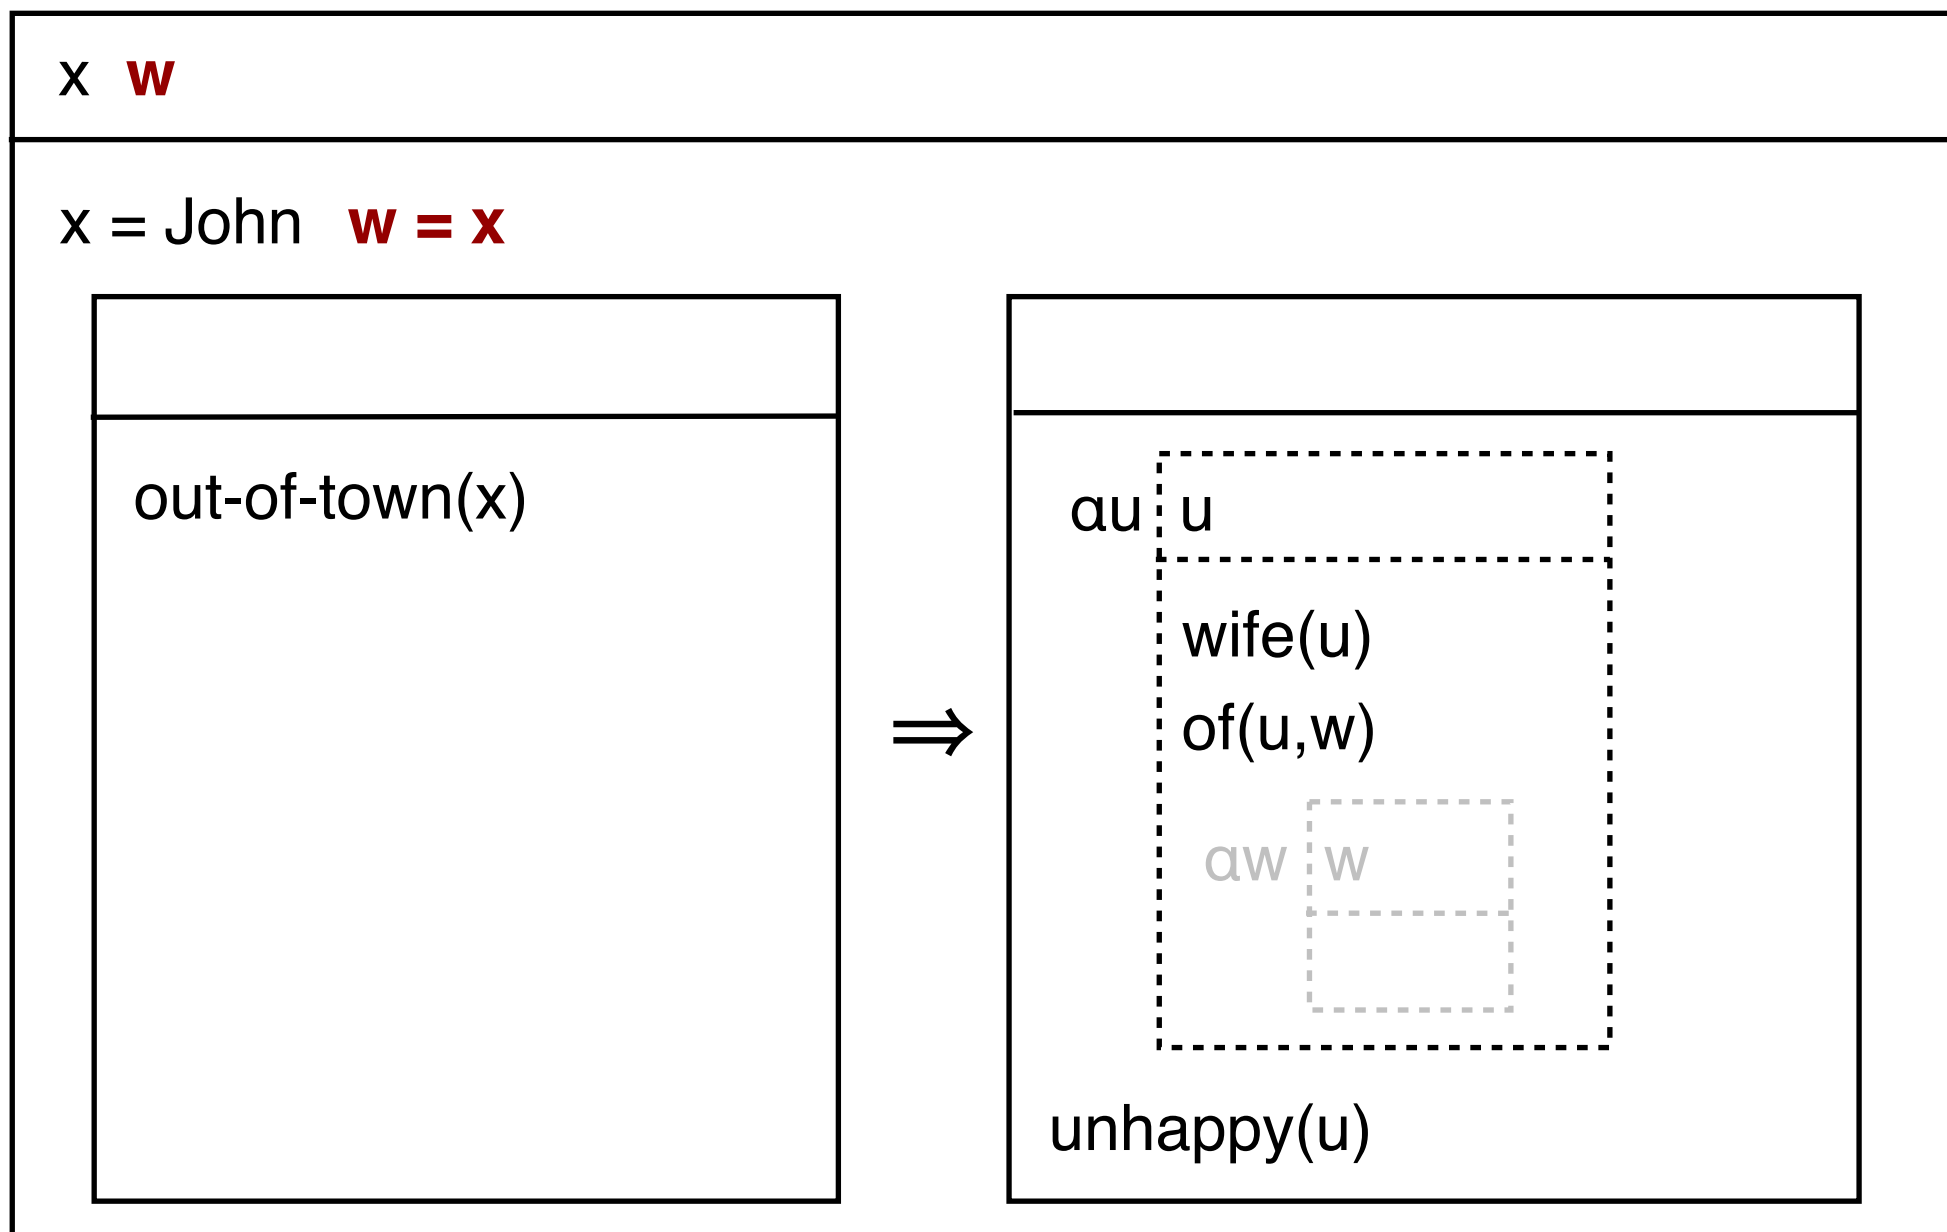 x w
x = John w = x
out-of-town(x)
⇒
αu u
wife(u)
of(u,w)
αw w
unhappy(u)